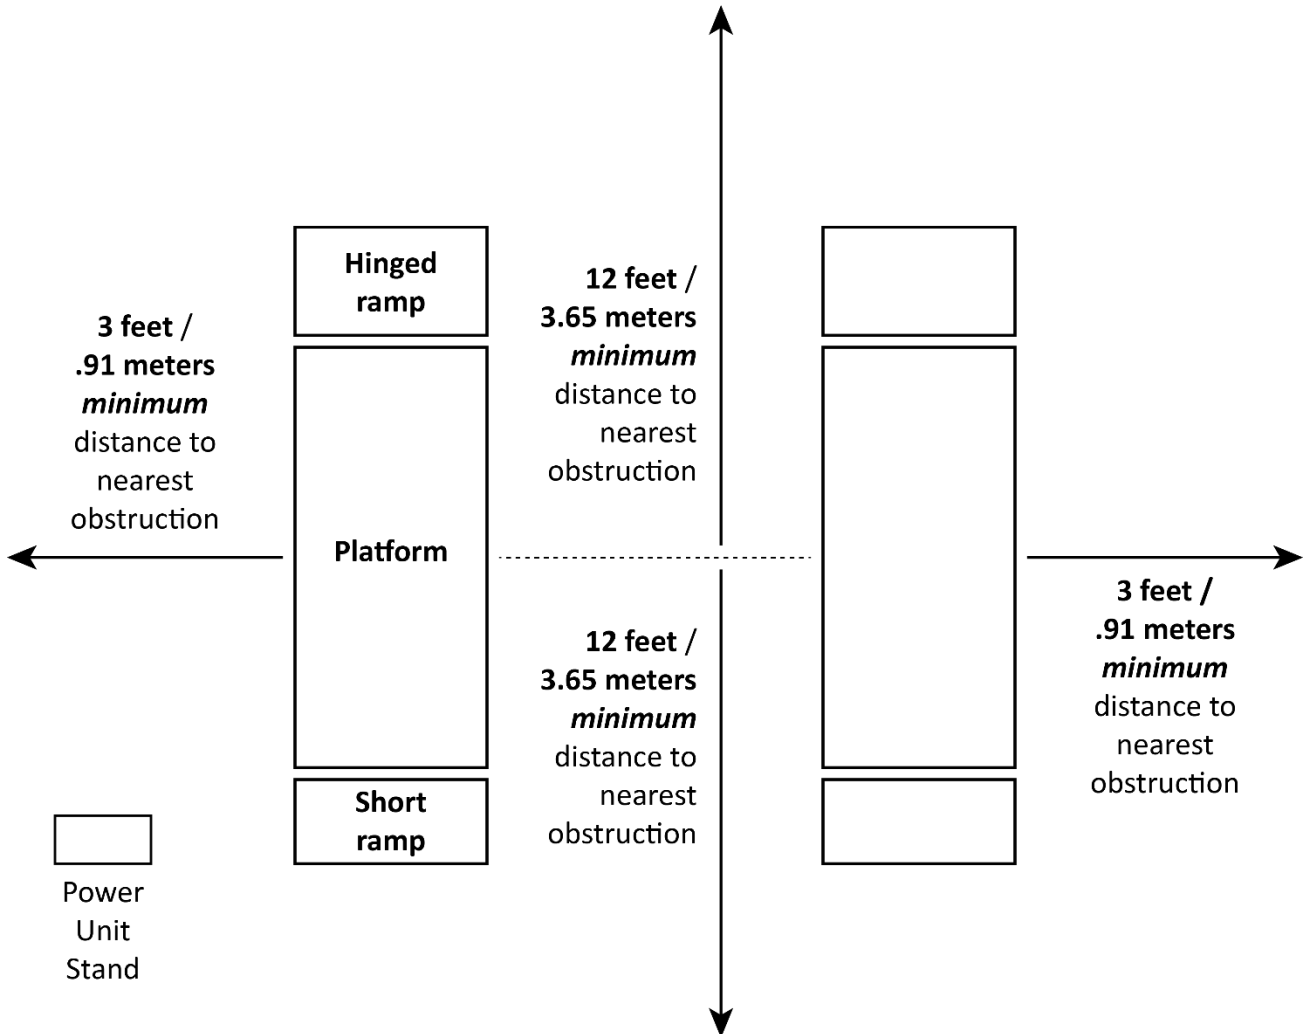 Hinged
ramp
12 feet /
3.65 meters
minimum
distance to
nearest
obstruction
3 feet /
.91 meters
minimum
distance to
nearest
obstruction
Platform
3 feet /
.91 meters
minimum
distance to
nearest
obstruction
12 feet /
3.65 meters
minimum
distance to
nearest
obstruction
Short
ramp
Power
Unit
Stand